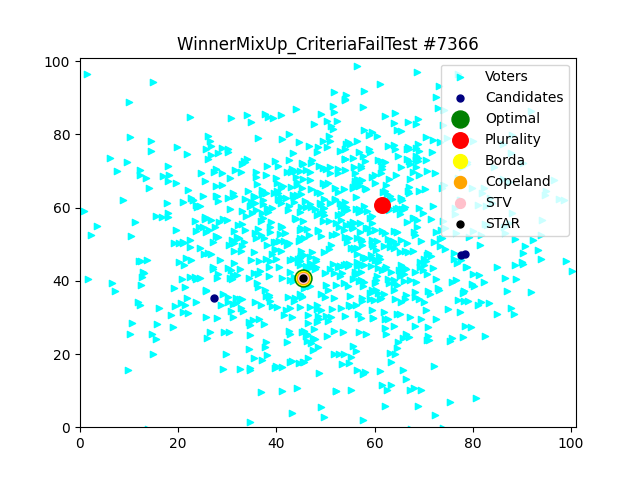 WinnerMixUp_CriteriaFailTest #7366
Voters
Candidates
Optimal
Plurality
Borda
Copeland
STV
STAR
100
80
60
40
20
0
0 20 40 60 80 100